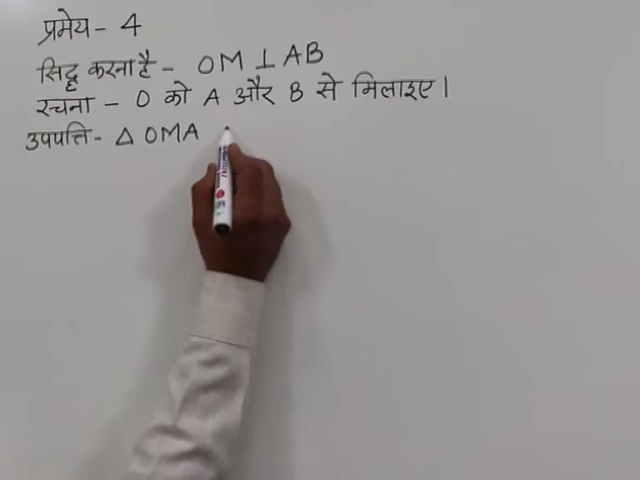 प्रमेय- 4
सिद्ध करना है - OM ⊥ AB
रचना - O को A और B से मिलाइए।
उपपत्ति- △ OMA